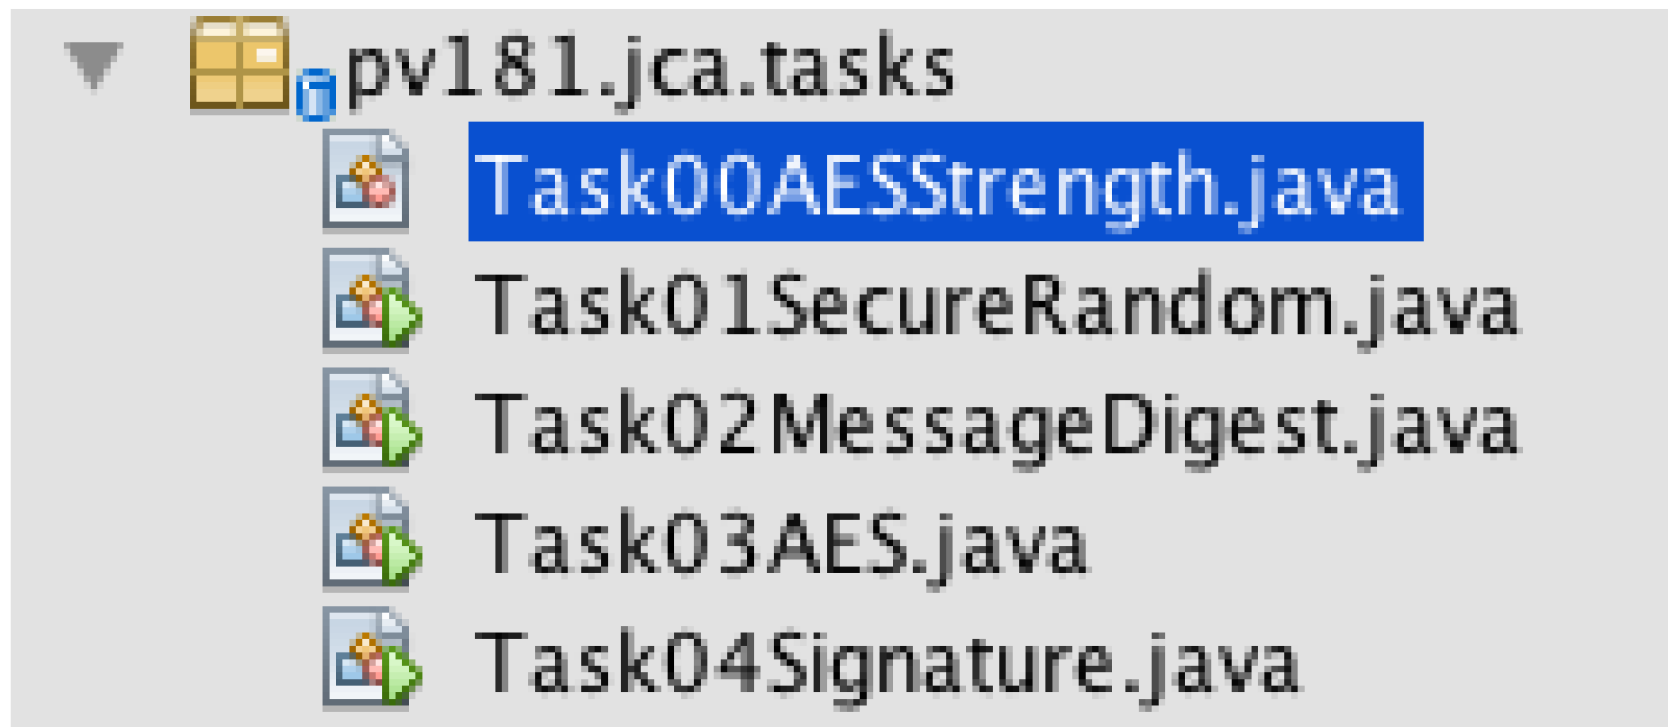 pv181.jca.tasks
Task00AESStrength.java
Task01SecureRandom.java
Task02MessageDigest.java
Task03AES.java
Task04Signature.java